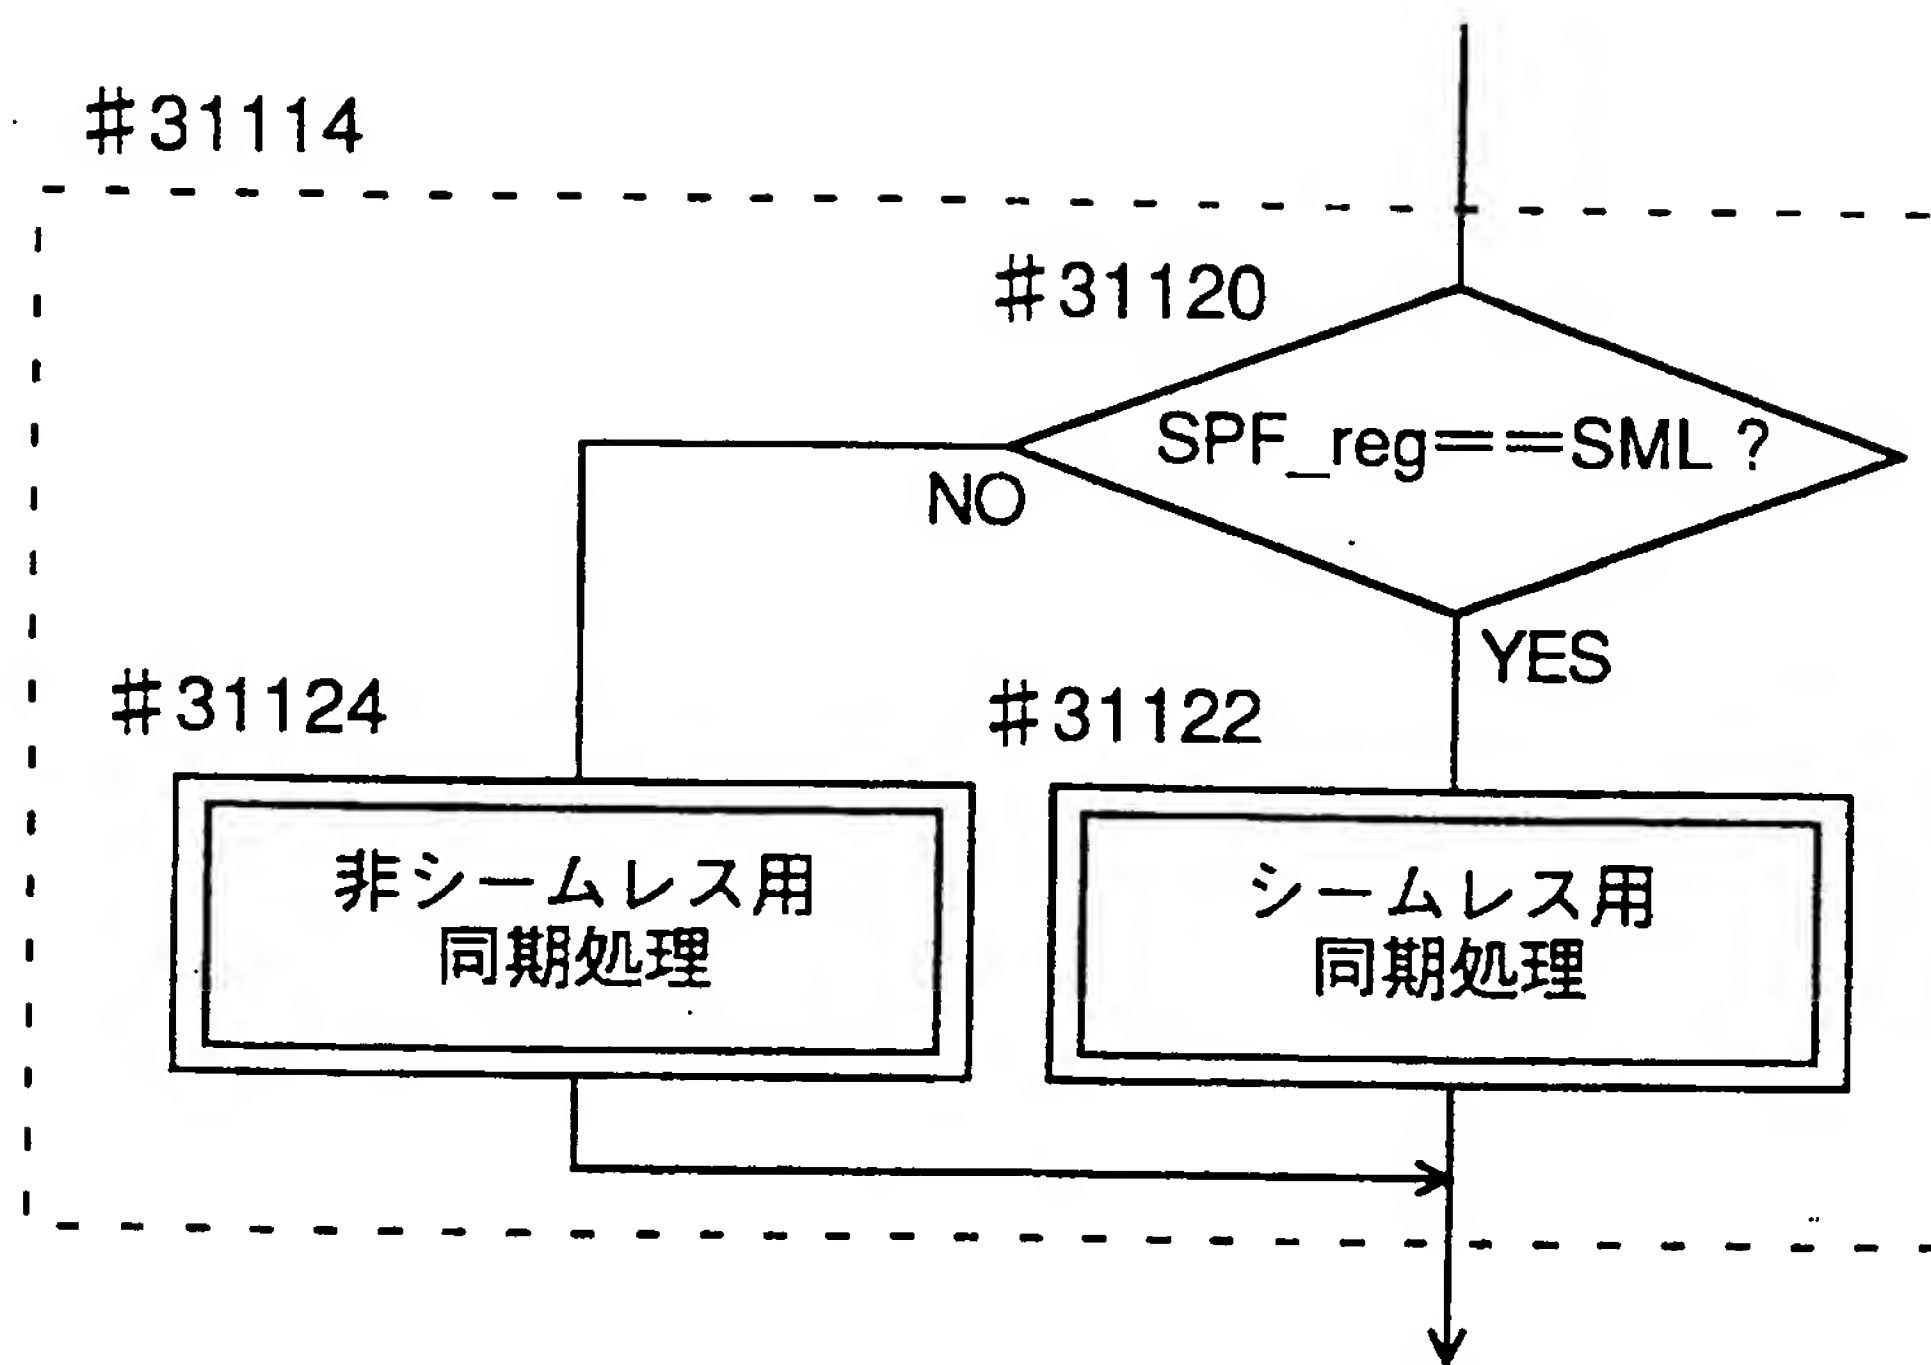 #31114
#31120
SPF_reg==SML ?
NO
YES
#31124
#31122
非シームレス用
同期処理
シームレス用
同期処理